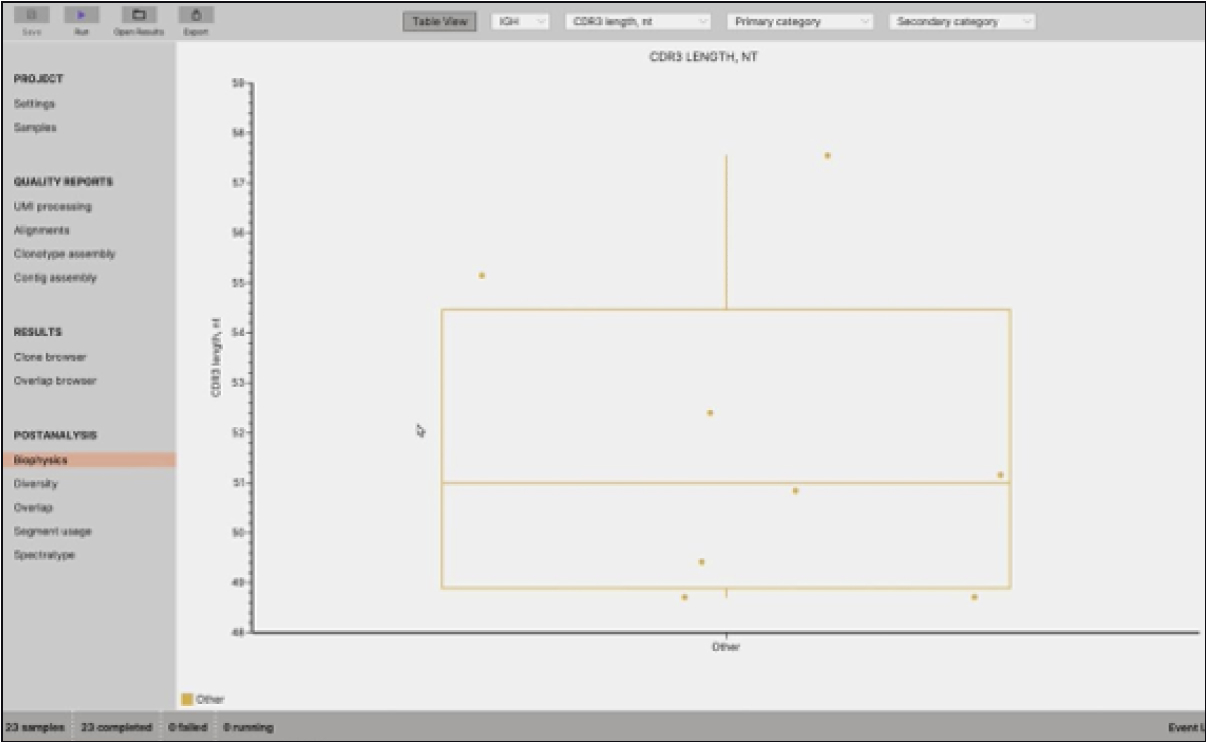 Save Run Open Results Export
Table View IGH CDR3 length, nt Primary category Secondary category
PROJECT
Settings
Samples
QUALITY REPORTS
UMI processing
Alignments
Clonotype assembly
Contig assembly
RESULTS
Clone browser
Overlap browser
POSTANALYSIS
Biophysics
Diversity
Overlap
Segment usage
Spectratype
CDR3 LENGTH, NT
CDR3 length, nt
59
58
57
56
55
54
53
52
51
50
49
48
Other
Other
23 samples 23 completed 0 failed 0 running
Event